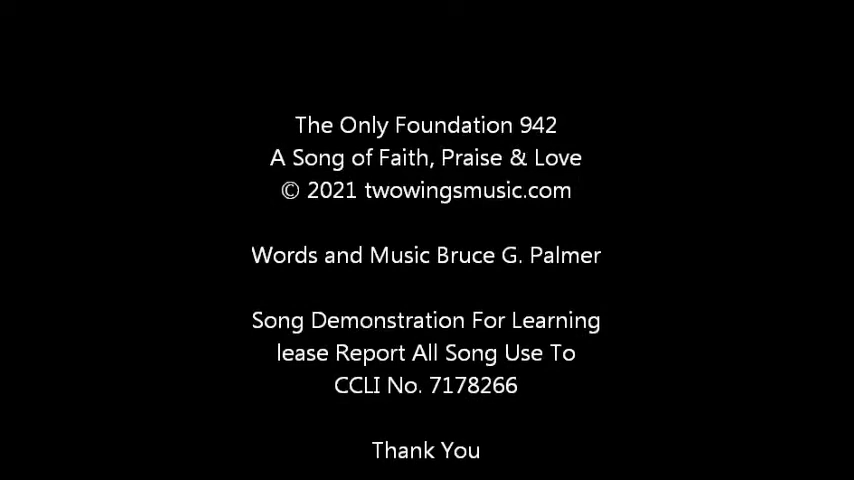 The Only Foundation 942
A Song of Faith, Praise & Love
© 2021 twowingsmusic.com
Words and Music Bruce G. Palmer
Song Demonstration For Learning
lease Report All Song Use To
CCLI No. 7178266
Thank You